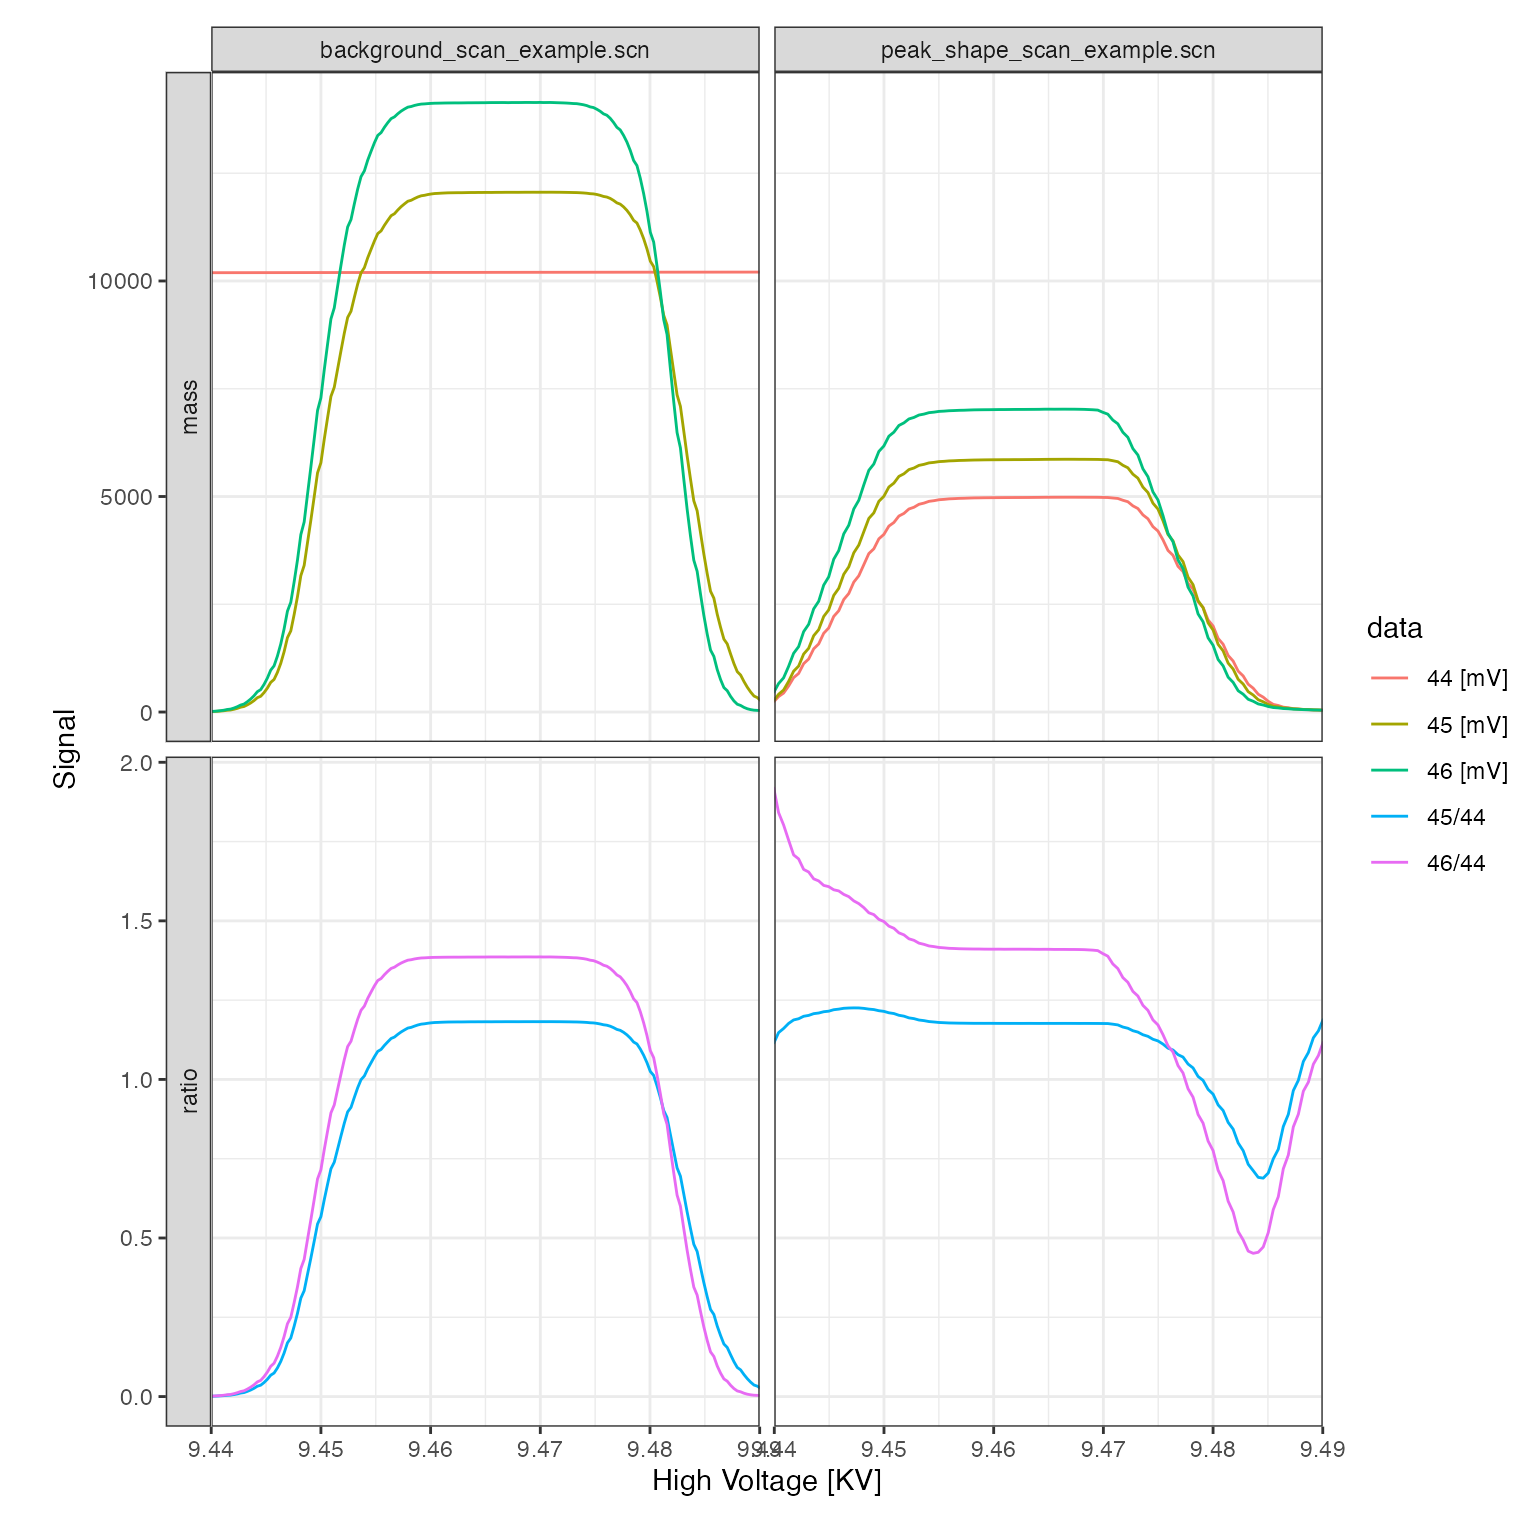 background_scan_example.scn
peak_shape_scan_example.scn
mass
10000
5000
0
Signal
ratio
2.0
1.5
1.0
0.5
0.0
9.44 9.45 9.46 9.47 9.48 9.49
9.44 9.45 9.46 9.47 9.48 9.49
High Voltage [KV]
data
44 [mV]
45 [mV]
46 [mV]
45/44
46/44